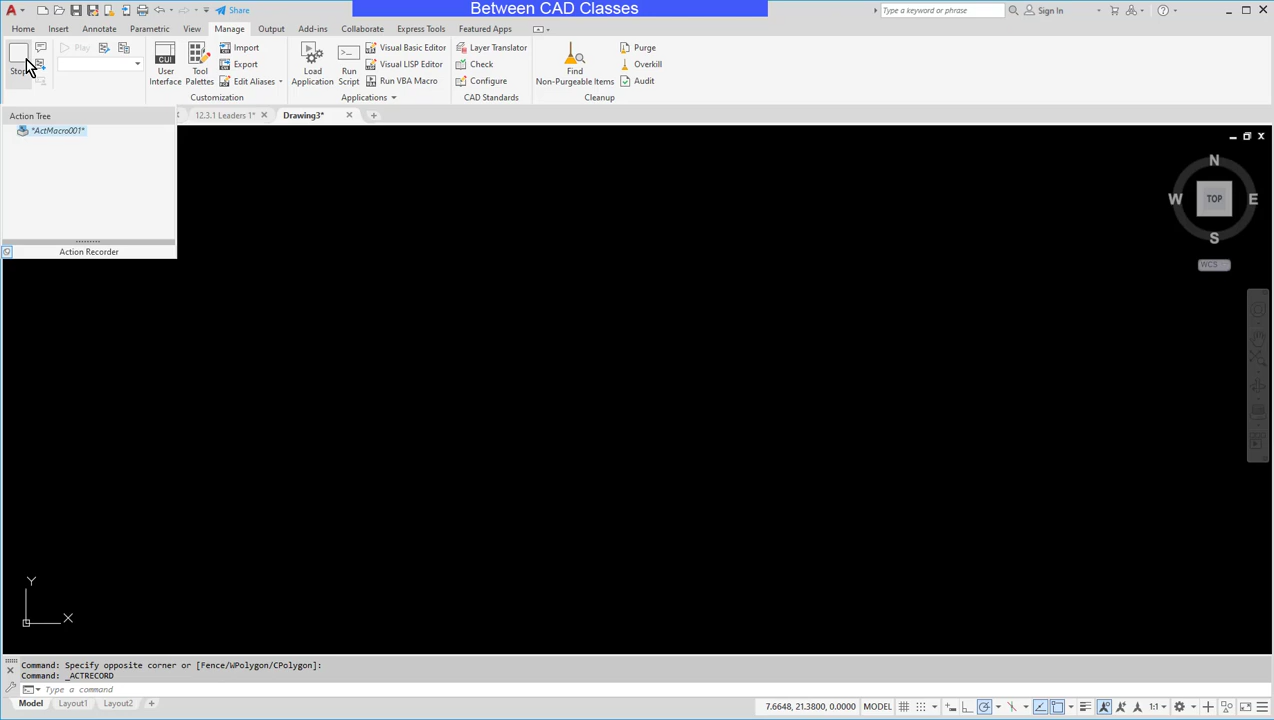 Between CAD Classes
Share
Type a keyword or phrase
Sign In
Home Insert Annotate Parametric View Manage Output Add-ins Collaborate Express Tools Featured Apps
Stop
Play
CUI
User Interface
Tool Palettes
Import
Export
Edit Aliases
Customization
Load Application
Run Script
Visual Basic Editor
Visual LISP Editor
Run VBA Macro
Applications
Layer Translator
Check
Configure
CAD Standards
Find Non-Purgeable Items
Purge
Overkill
Audit
Cleanup
12.3.1 Leaders 1*
Drawing3*
Action Tree
*ActMacro001*
Action Recorder
N
W TOP E
S
WCS
Y
X
Command: Specify opposite corner or [Fence/WPolygon/CPolygon]:
Command: _ACTRECORD
Type a command
Model Layout1 Layout2
7.6648, 21.3800, 0.0000 MODEL 1:1